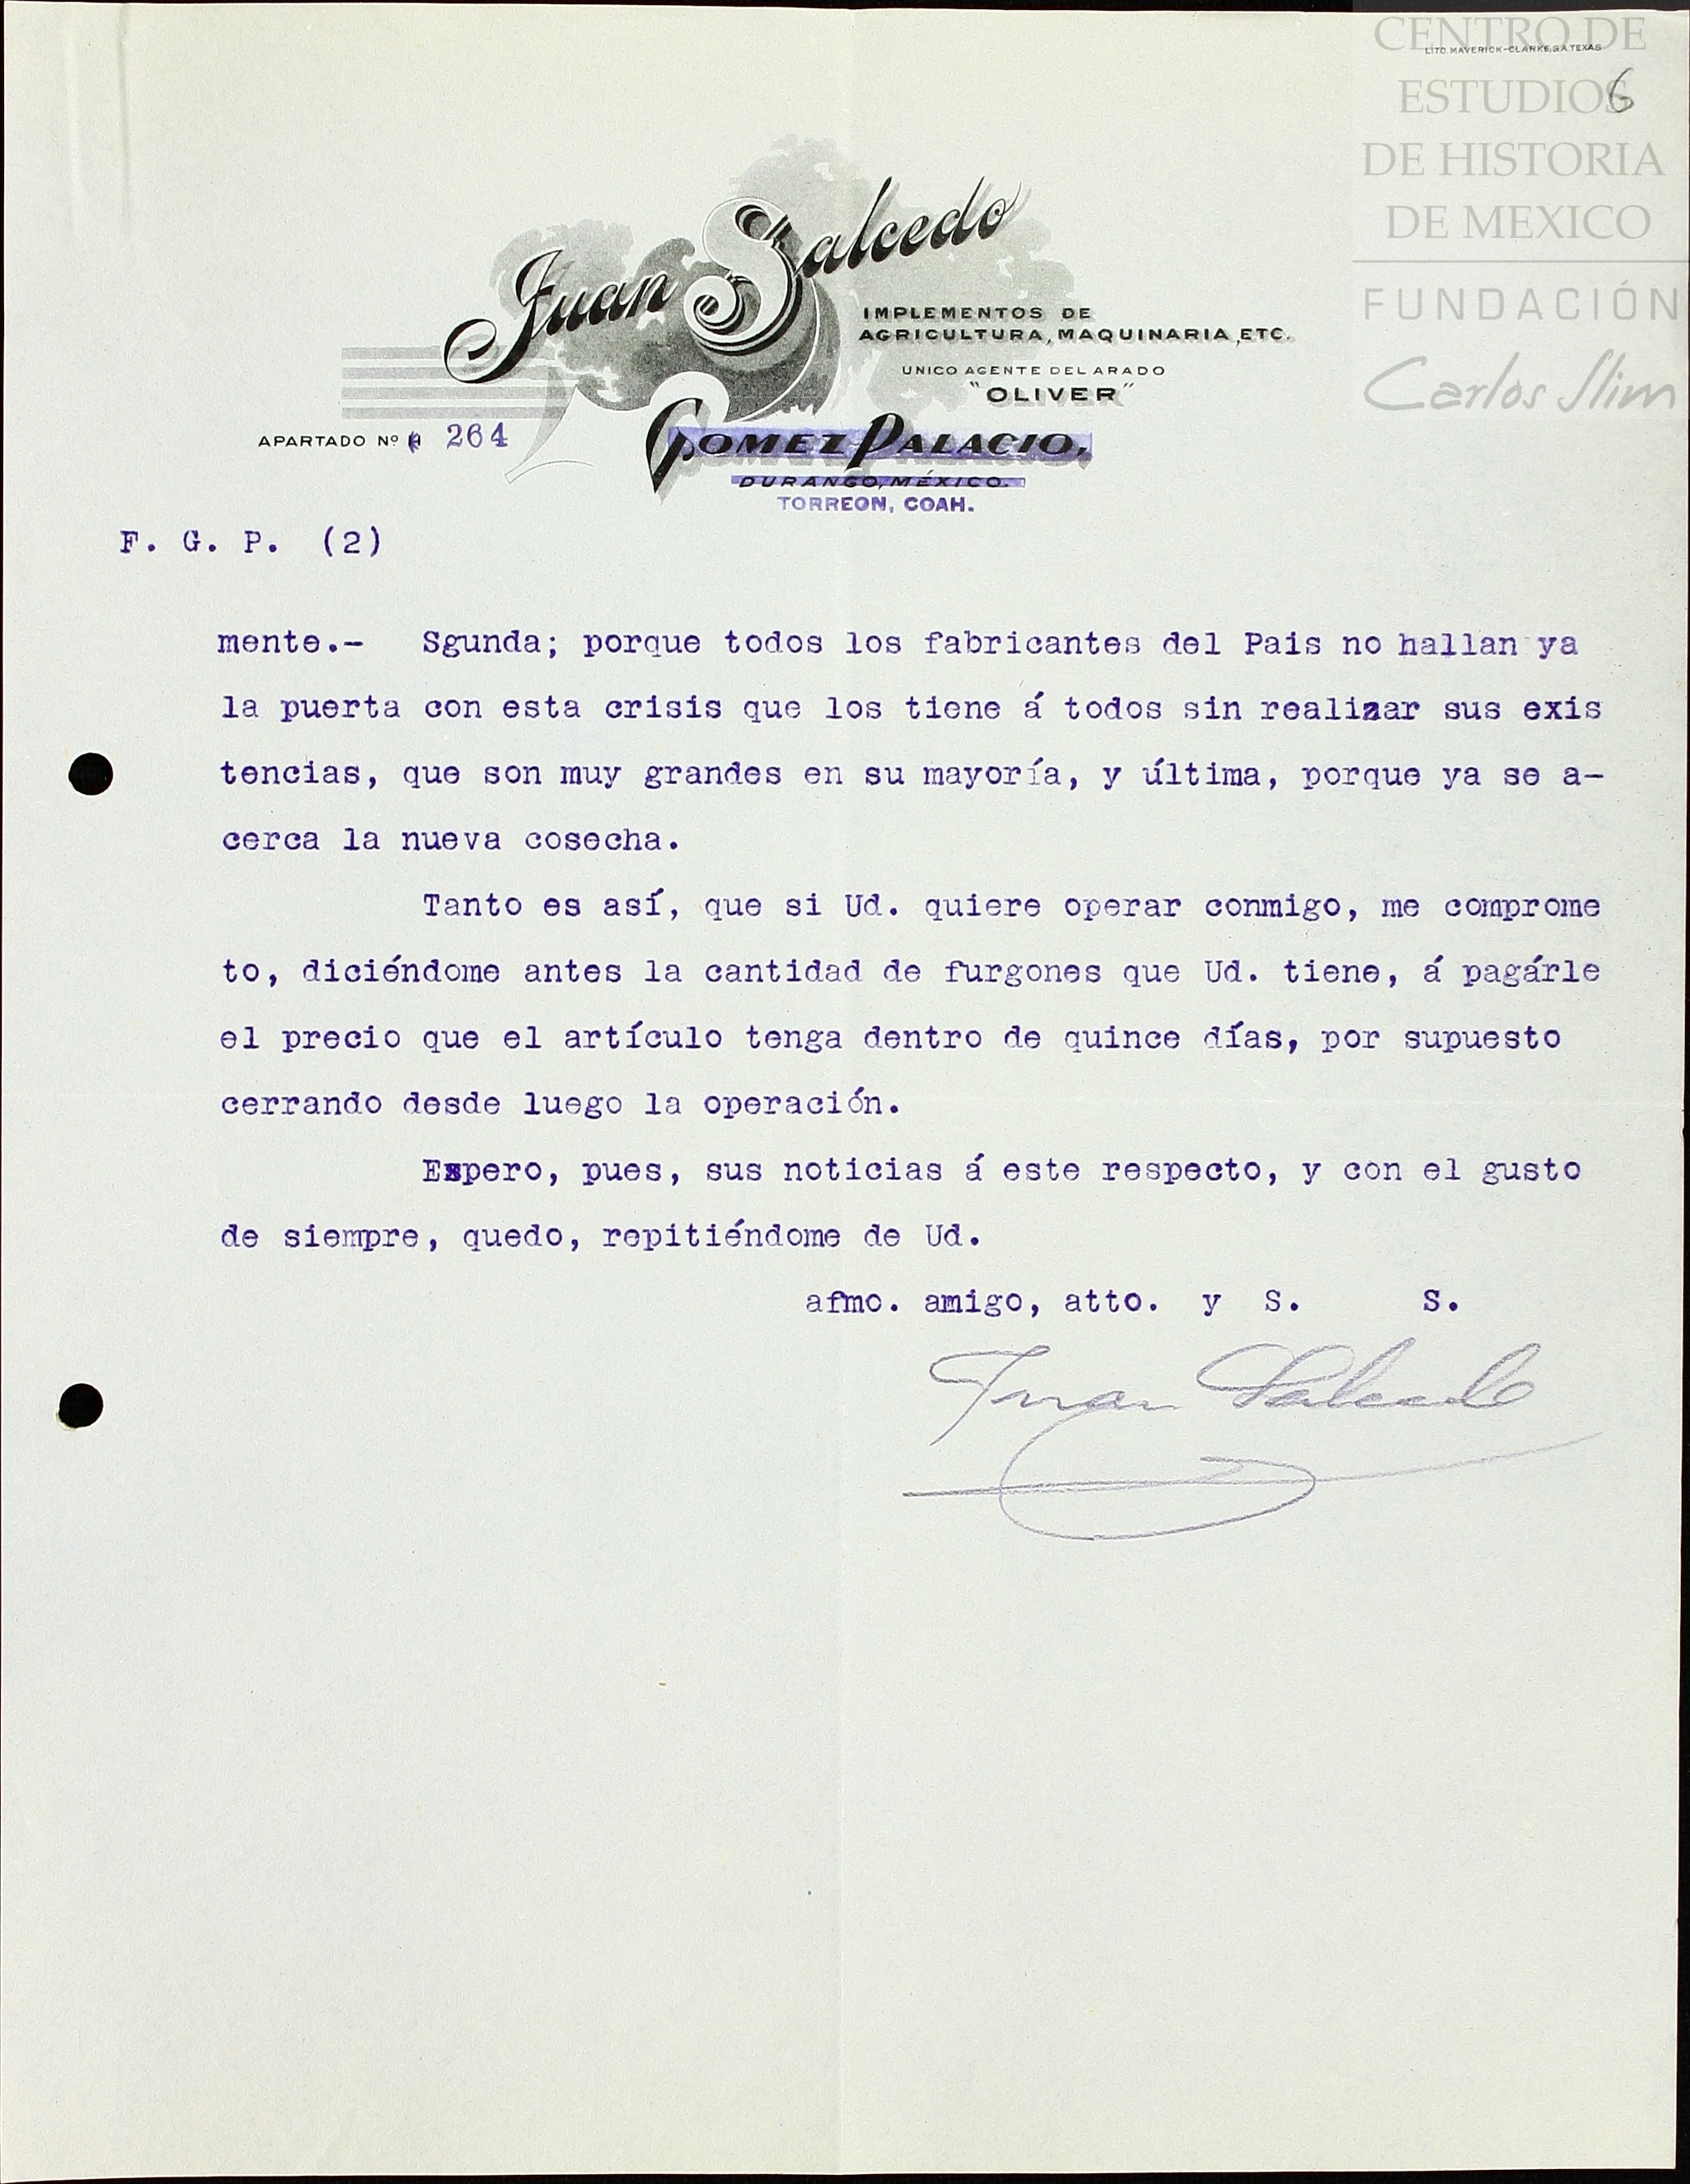 CENTRO DE
LITO. MAVERICK-CLARKE, S.A. TEXAS
ESTUDIOS
6
DE HISTORIA
DE MEXICO
FUNDACIÓN
Carlos Slim
Juan Salcedo
IMPLEMENTOS DE
AGRICULTURA, MAQUINARIA, ETC.
UNICO AGENTE DEL ARADO
"OLIVER"
APARTADO Nº 264
GOMEZ PALACIO,
DURANGO, MÉXICO.
TORREON, COAH.
F. G. P. (2)
mente.- Sgunda; porque todos los fabricantes del Pais no hallan ya
la puerta con esta crisis que los tiene á todos sin realizar sus exis
tencias, que son muy grandes en su mayoría, y última, porque ya se a-
cerca la nueva cosecha.
Tanto es así, que si Ud. quiere operar conmigo, me comprome
to, diciéndome antes la cantidad de furgones que Ud. tiene, á pagárle
el precio que el artículo tenga dentro de quince días, por supuesto
cerrando desde luego la operación.
Espero, pues, sus noticias á este respecto, y con el gusto
de siempre, quedo, repitiéndome de Ud.
afmo. amigo, atto. y S. S.
Juan Salcedo